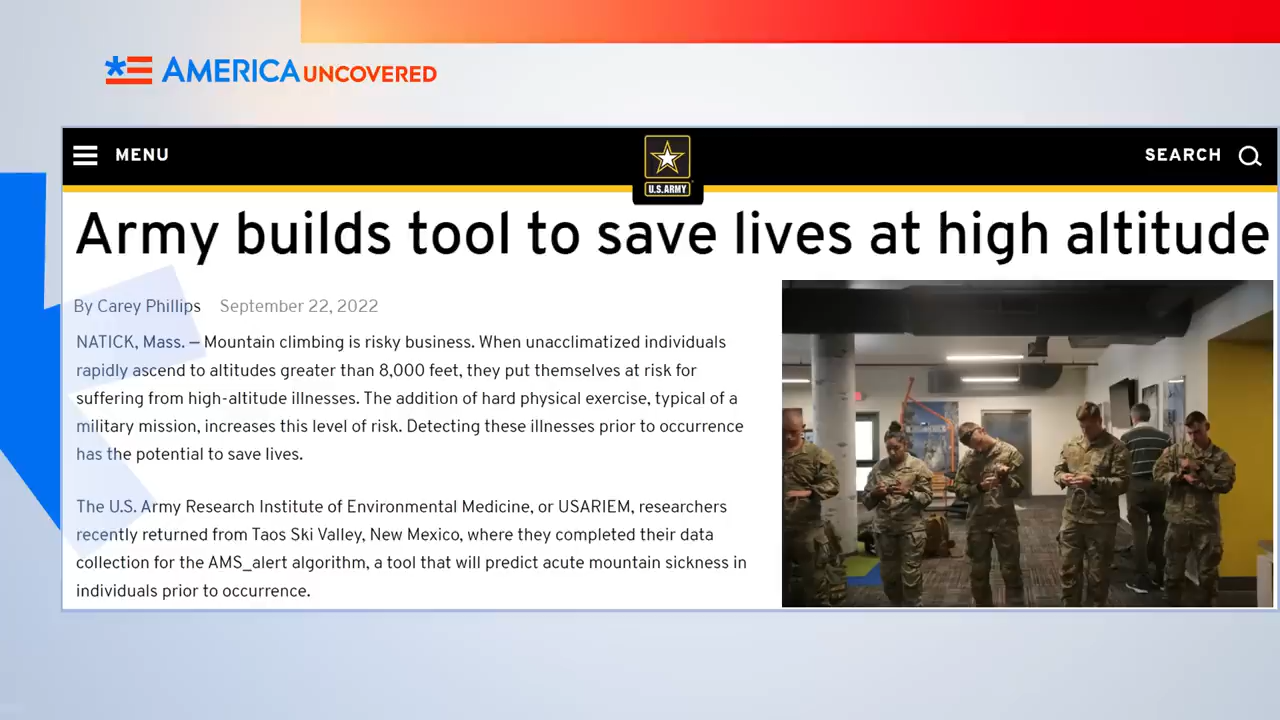 AMERICA UNCOVERED
MENU
U.S.ARMY
SEARCH
Army builds tool to save lives at high altitude
By Carey Phillips September 22, 2022
NATICK, Mass. — Mountain climbing is risky business. When unacclimatized individuals
rapidly ascend to altitudes greater than 8,000 feet, they put themselves at risk for
suffering from high-altitude illnesses. The addition of hard physical exercise, typical of a
military mission, increases this level of risk. Detecting these illnesses prior to occurrence
has the potential to save lives.
The U.S. Army Research Institute of Environmental Medicine, or USARIEM, researchers
recently returned from Taos Ski Valley, New Mexico, where they completed their data
collection for the AMS_alert algorithm, a tool that will predict acute mountain sickness in
individuals prior to occurrence.